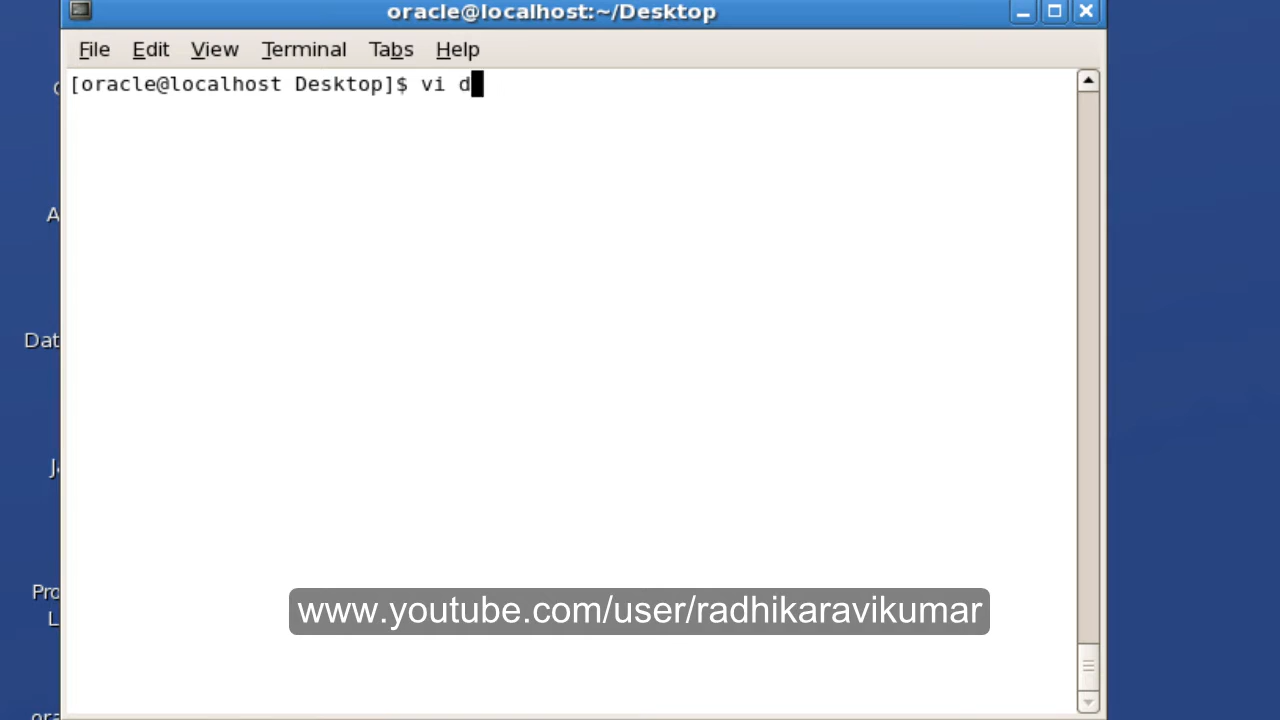 oracle@localhost:~/Desktop
File Edit View Terminal Tabs Help
[oracle@localhost Desktop]$ vi d
A
Dat
Pro
L
www.youtube.com/user/radhikaravikumar